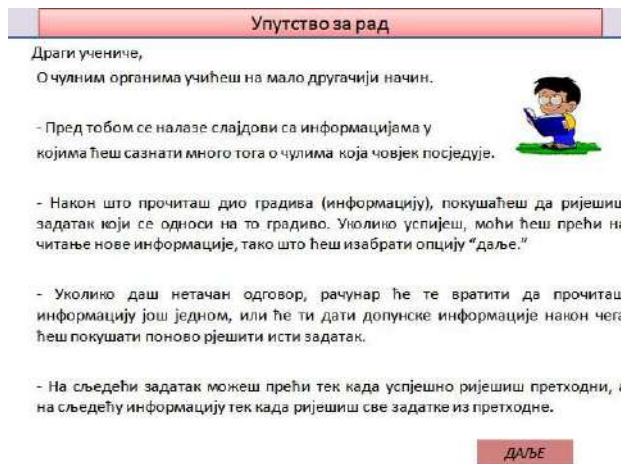 Упутство за рад
Драги учениче,
О чулним органима учићеш на мало другачији начин.
- Пред тобом се налазе слајдови са информацијама у
којима ћеш сазнати много тога о чулима која човјек посједује.
- Након што прочиташ дио градива (информацију), покушаћеш да ријешиш
задатак који се односи на то градиво. Уколико успијеш, моћи ћеш прећи на
читање нове информације, тако што ћеш изабрати опцију “даље.”
- Уколико даш нетачан одговор, рачунар ће те вратити да прочиташ
информацију још једном, или ће ти дати допунске информације након чега
ћеш покушати поново рјешити исти задатак.
- На сљедећи задатак можеш прећи тек када успјешно ријешиш претходни, а
на сљедећу информацију тек када ријешиш све задатке из претходне.
ДАЉЕ